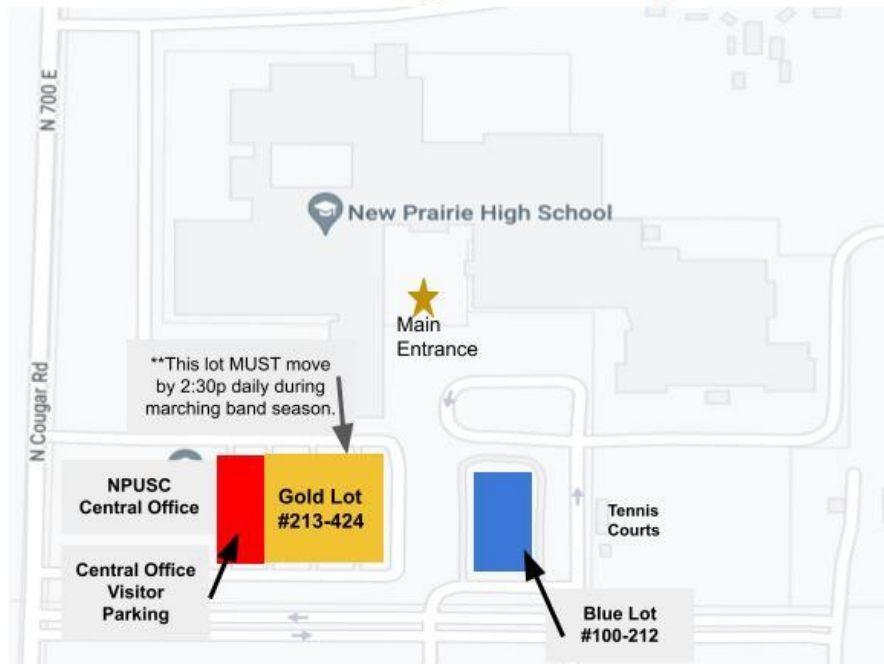 N 700 E
New Prairie High School
Main
Entrance
**This lot MUST move
by 2:30p daily during
marching band season.
N Cougar Rd
NPUSC
Central Office
Gold Lot
#213-424
Tennis
Courts
Central Office
Visitor
Parking
Blue Lot
#100-212